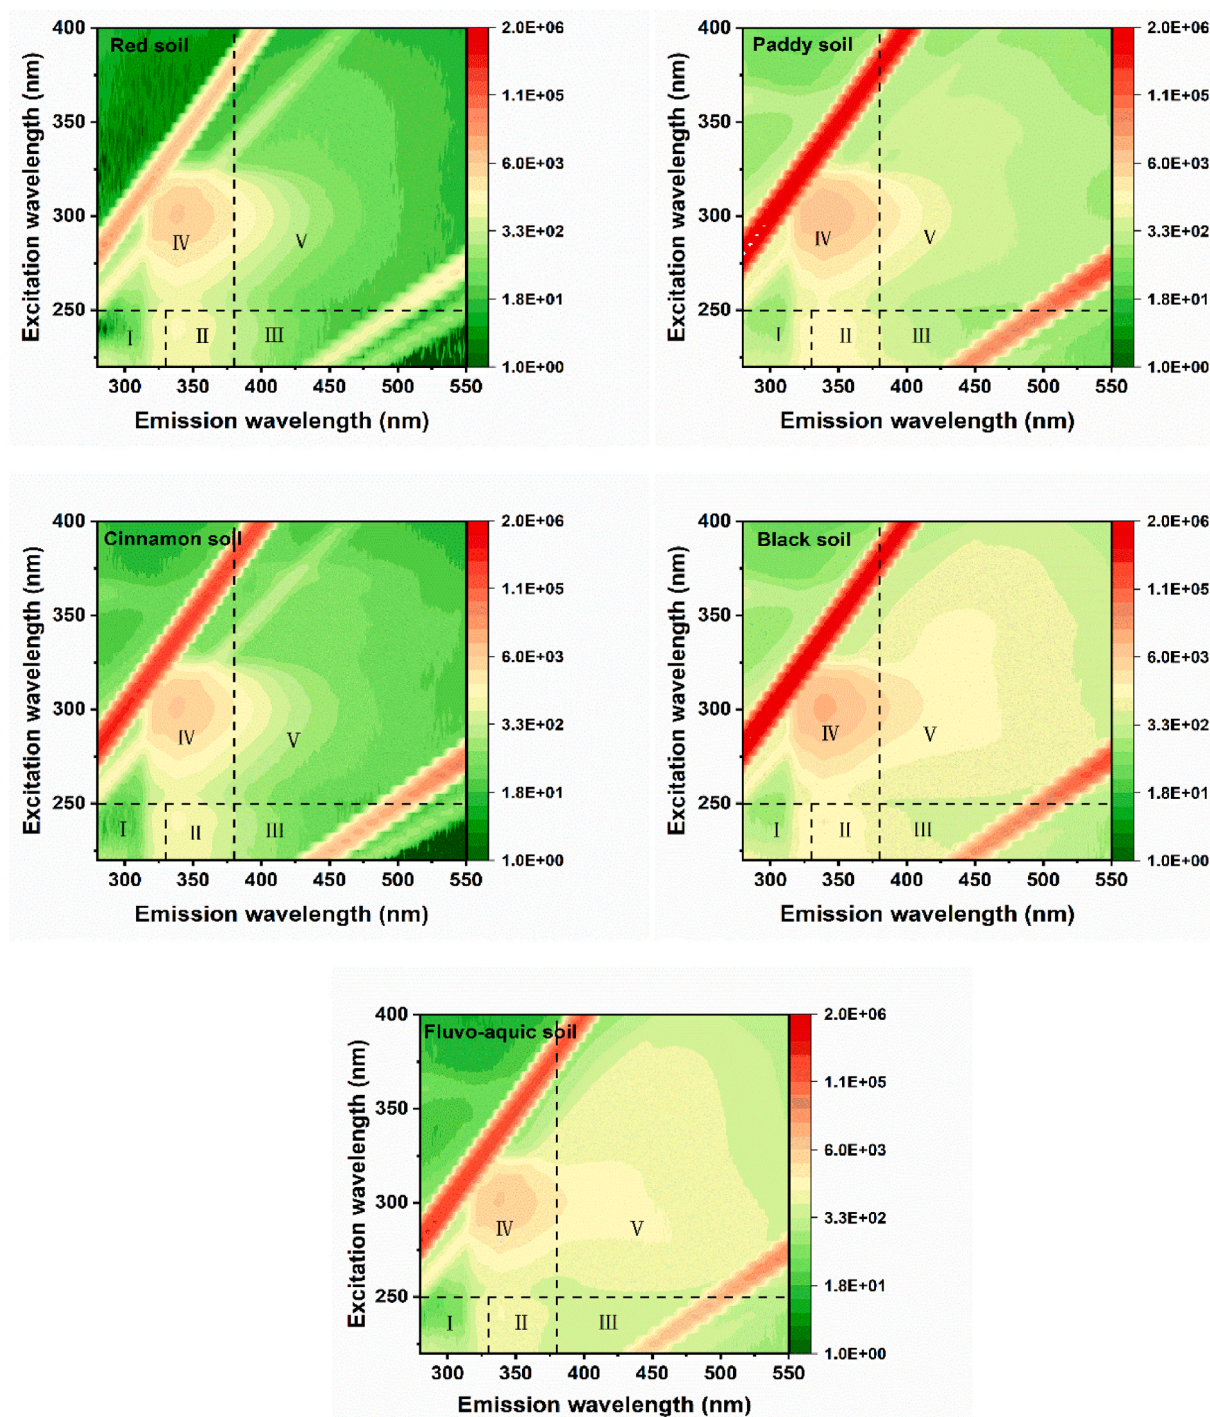 Red soil
Excitation wavelength (nm)
400
350
300
250
IV
V
I
II
III
300
350
400
450
500
550
Emission wavelength (nm)
2.0E+06
1.1E+05
6.0E+03
3.3E+02
1.8E+01
1.0E+00
Paddy soil
Excitation wavelength (nm)
400
350
300
250
IV
V
I
II
III
300
350
400
450
500
550
Emission wavelength (nm)
2.0E+06
1.1E+05
6.0E+03
3.3E+02
1.8E+01
1.0E+00
Cinnamon soil
Excitation wavelength (nm)
400
350
300
250
IV
V
I
II
III
300
350
400
450
500
550
Emission wavelength (nm)
2.0E+06
1.1E+05
6.0E+03
3.3E+02
1.8E+01
1.0E+00
Black soil
Excitation wavelength (nm)
400
350
300
250
IV
V
I
II
III
300
350
400
450
500
550
Emission wavelength (nm)
2.0E+06
1.1E+05
6.0E+03
3.3E+02
1.8E+01
1.0E+00
Fluvo-aquic soil
Excitation wavelength (nm)
400
350
300
250
IV
V
I
II
III
300
350
400
450
500
550
Emission wavelength (nm)
2.0E+06
1.1E+05
6.0E+03
3.3E+02
1.8E+01
1.0E+00